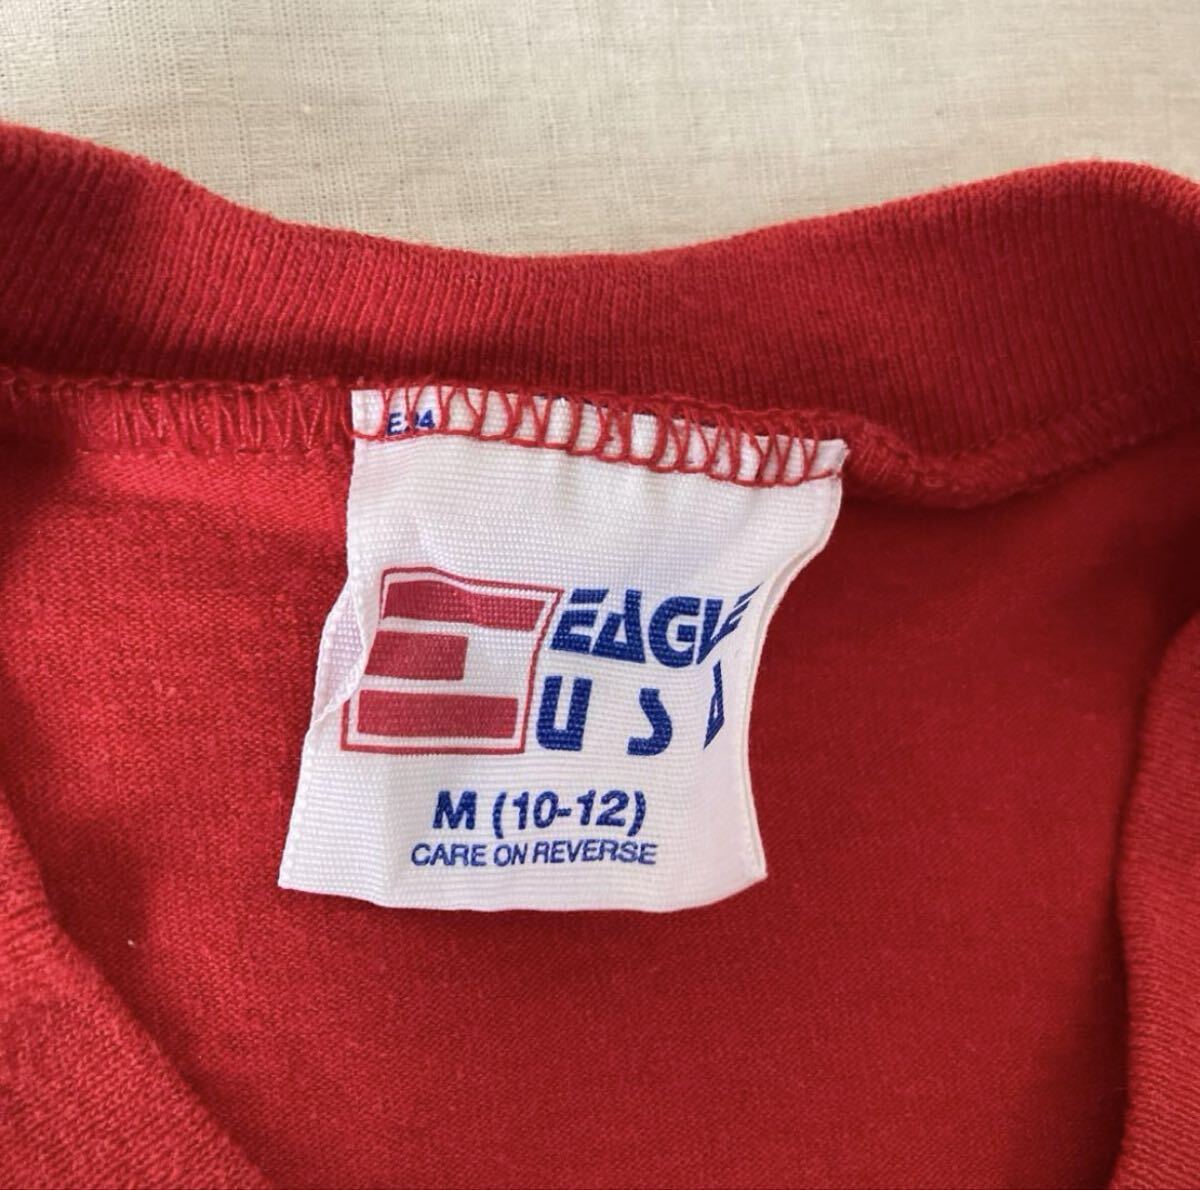 EAGLE
USA
M (10-12)
CARE ON REVERSE